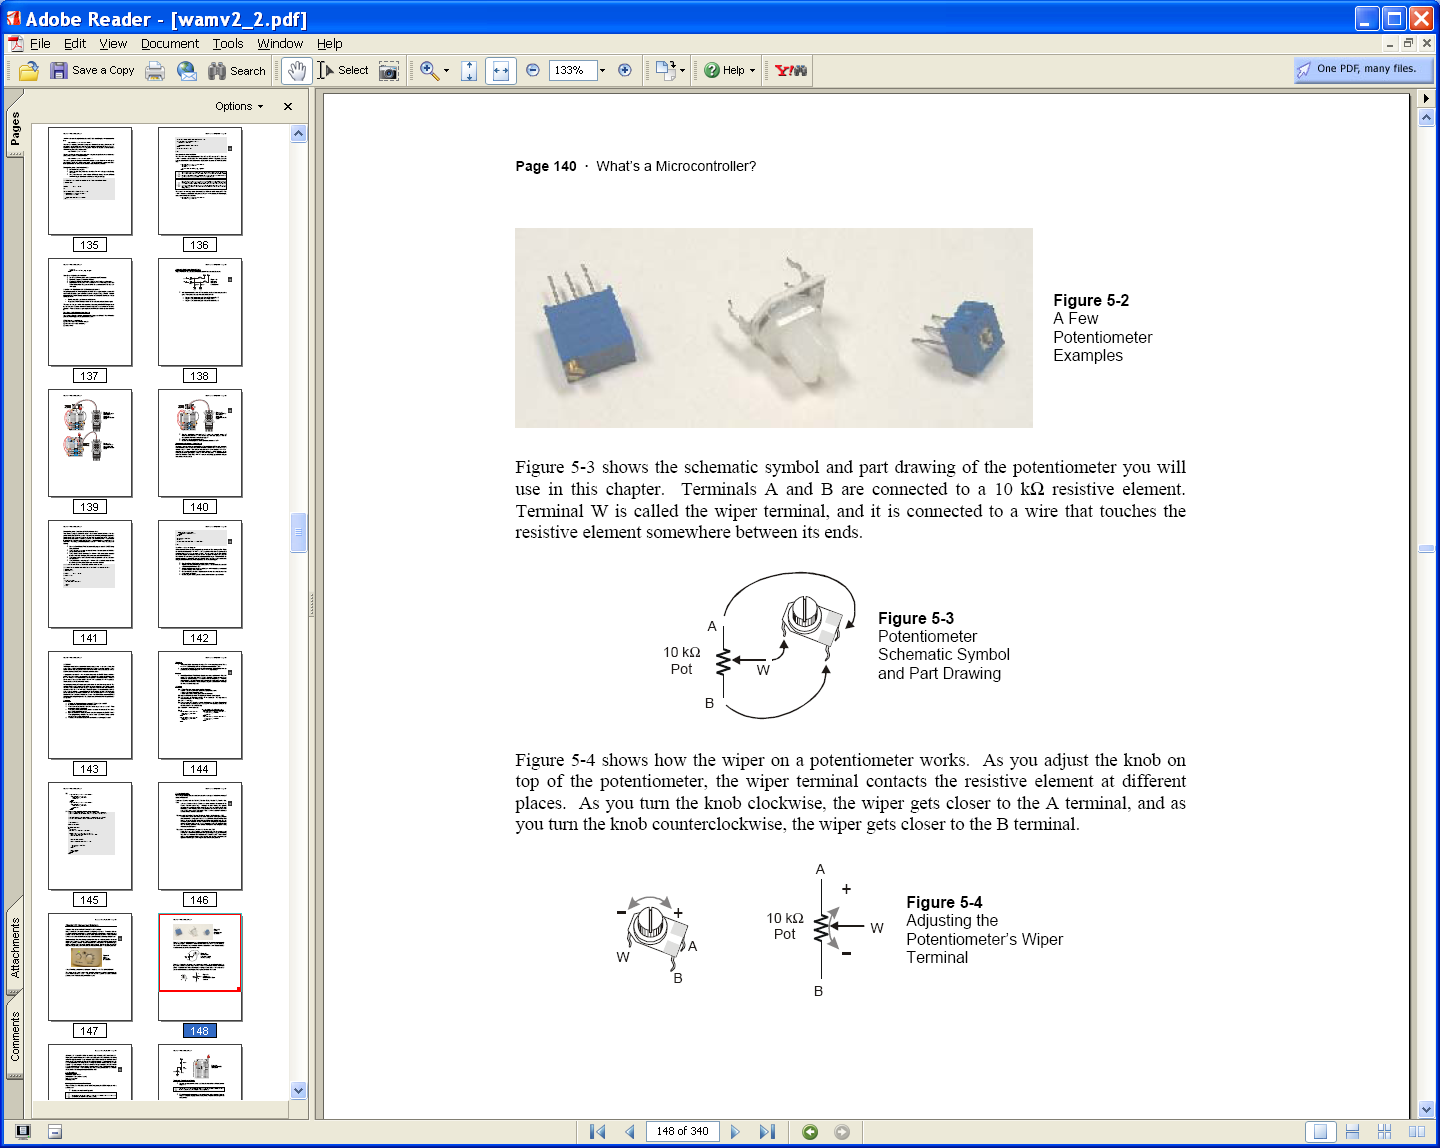 Adobe Reader - [wamv2_2.pdf]
File Edit View Document Tools Window Help
Save a Copy Search Select 133% Help Y! One PDF, many files.
Options
Pages
Attachments
Comments
135 136
137 138
139 140
141 142
143 144
145 146
147 148
Page 140 · What's a Microcontroller?
Figure 5-2
A Few
Potentiometer
Examples
Figure 5-3 shows the schematic symbol and part drawing of the potentiometer you will
use in this chapter. Terminals A and B are connected to a 10 kΩ resistive element.
Terminal W is called the wiper terminal, and it is connected to a wire that touches the
resistive element somewhere between its ends.
A
10 kΩ
Pot
W
B
Figure 5-3
Potentiometer
Schematic Symbol
and Part Drawing
Figure 5-4 shows how the wiper on a potentiometer works. As you adjust the knob on
top of the potentiometer, the wiper terminal contacts the resistive element at different
places. As you turn the knob clockwise, the wiper gets closer to the A terminal, and as
you turn the knob counterclockwise, the wiper gets closer to the B terminal.
- +
W A
B
A
+
10 kΩ
Pot
W
-
B
Figure 5-4
Adjusting the
Potentiometer's Wiper
Terminal
148 of 340